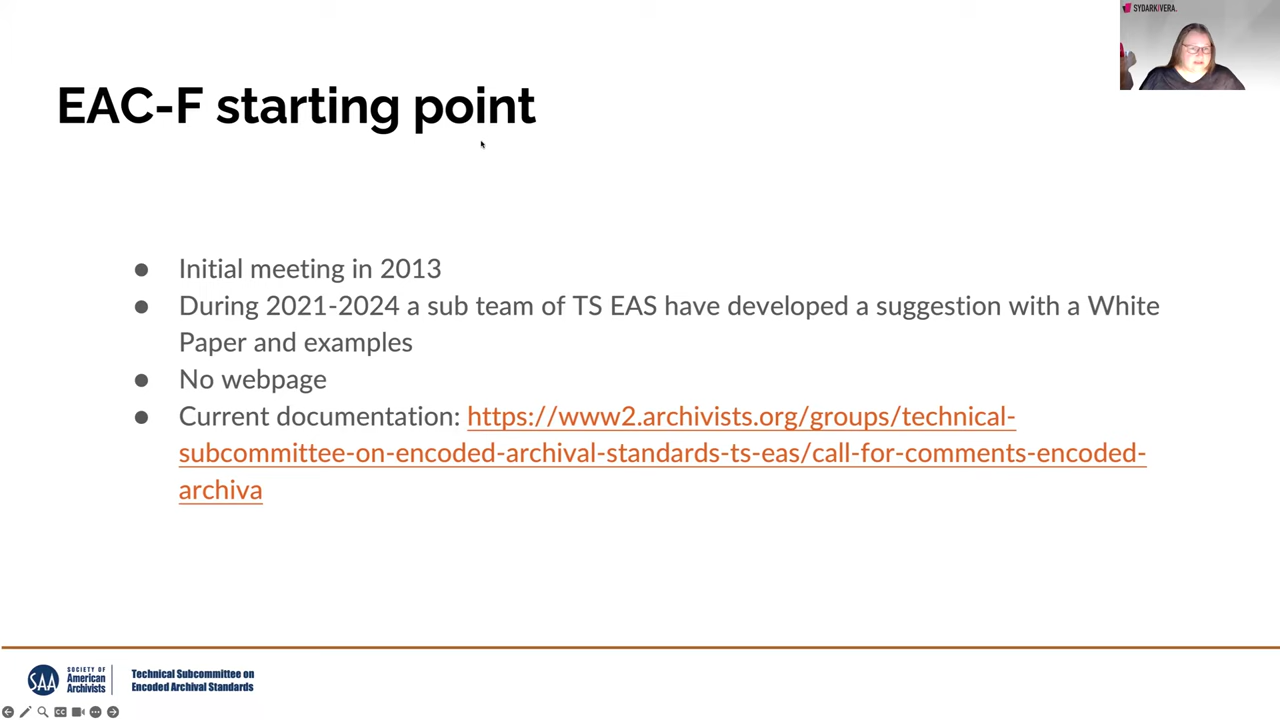 SYDARKIVERA.
EAC-F starting point
● Initial meeting in 2013
● During 2021-2024 a sub team of TS EAS have developed a suggestion with a White
Paper and examples
● No webpage
● Current documentation: https://www2.archivists.org/groups/technical-
subcommittee-on-encoded-archival-standards-ts-eas/call-for-comments-encoded-
archiva
SAA
SOCIETY OF
American
Archivists
Technical Subcommittee on
Encoded Archival Standards
CC